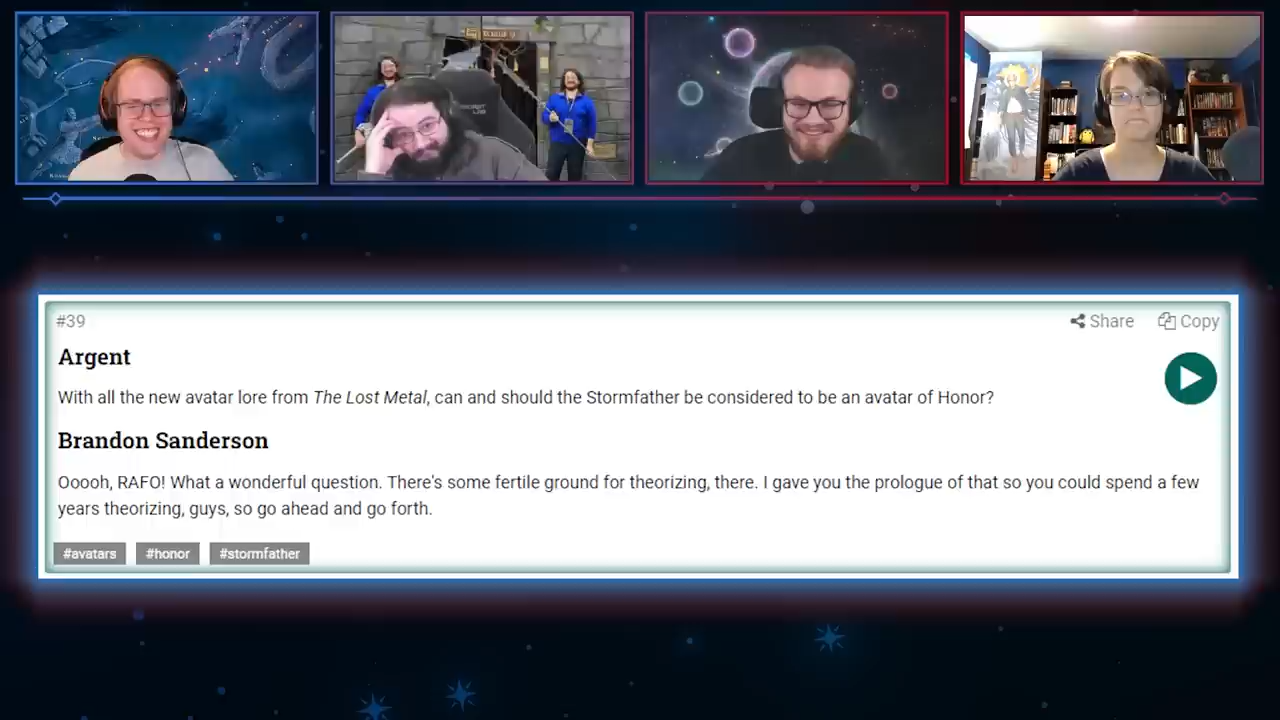 #39
Share Copy
Argent
With all the new avatar lore from The Lost Metal, can and should the Stormfather be considered to be an avatar of Honor?
Brandon Sanderson
Ooooh, RAFO! What a wonderful question. There's some fertile ground for theorizing, there. I gave you the prologue of that so you could spend a few
years theorizing, guys, so go ahead and go forth.
#avatars #honor #stormfather